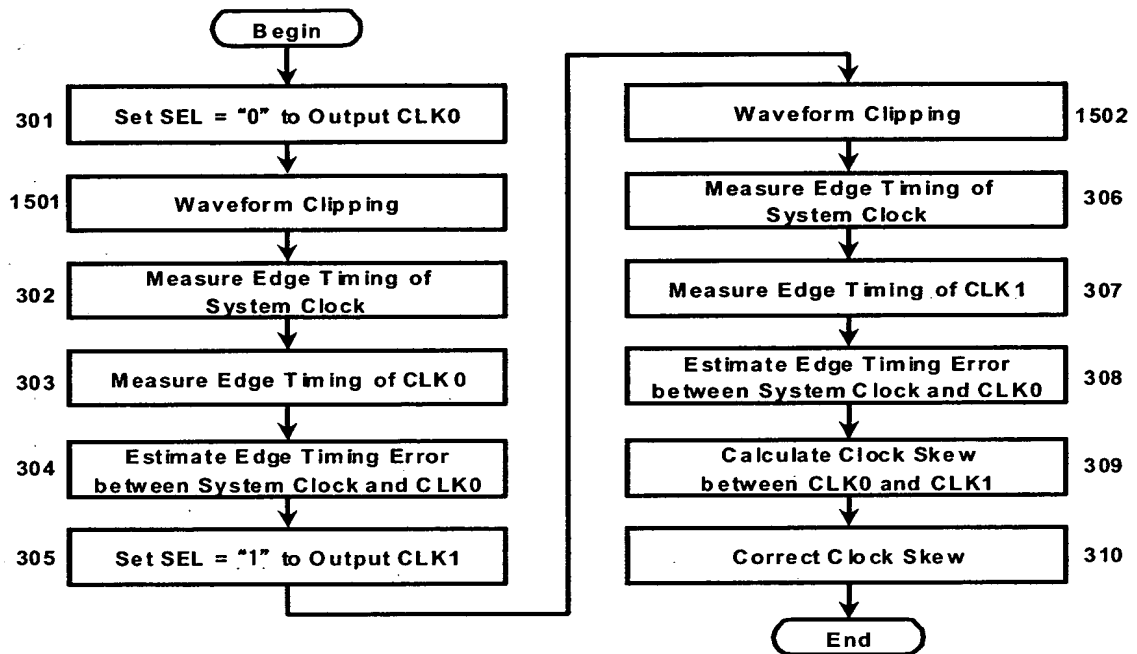 Begin
301
Set SEL = "0" to Output CLK0
1501
Waveform Clipping
302
Measure Edge Timing of
System Clock
303
Measure Edge Timing of CLK0
304
Estimate Edge Timing Error
between System Clock and CLK0
305
Set SEL = "1" to Output CLK1
Waveform Clipping
1502
Measure Edge Timing of
System Clock
306
Measure Edge Timing of CLK1
307
Estimate Edge Timing Error
between System Clock and CLK0
308
Calculate Clock Skew
between CLK0 and CLK1
309
Correct Clock Skew
310
End